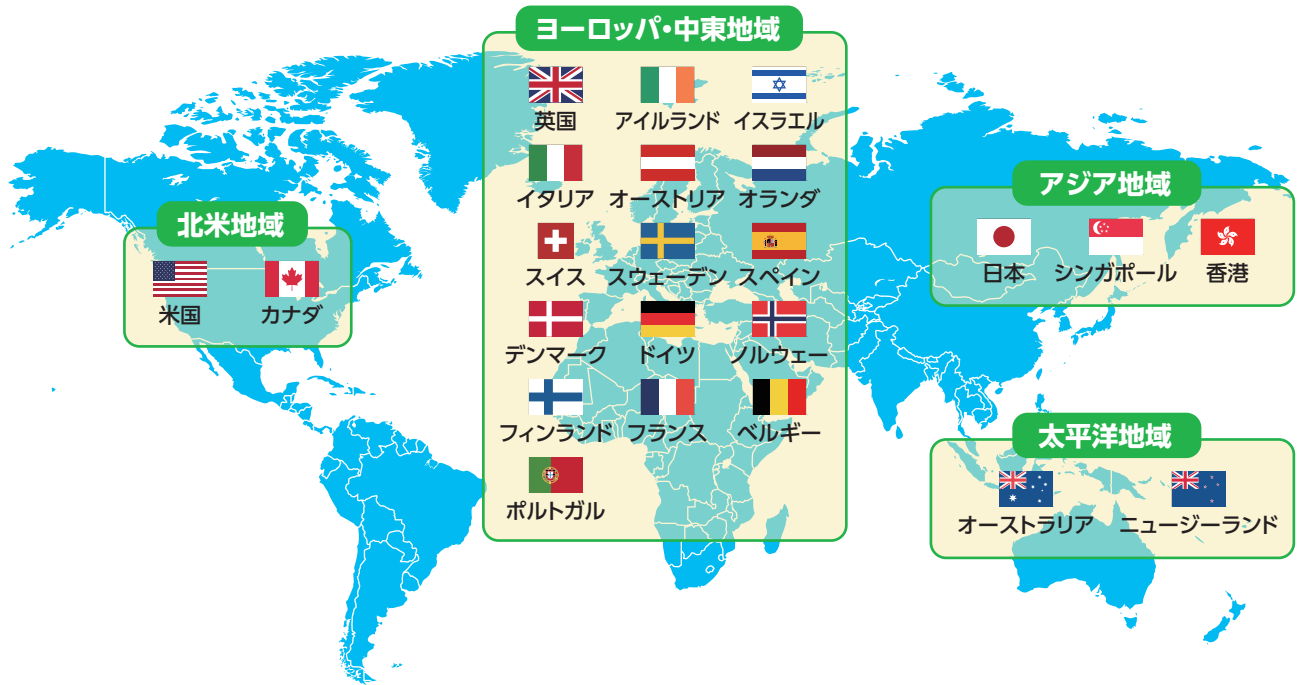 ヨーロッパ・中東地域
英国 アイルランド イスラエル
イタリア オーストリア オランダ
スイス スウェーデン スペイン
デンマーク ドイツ ノルウェー
フィンランド フランス ベルギー
ポルトガル
北米地域
米国 カナダ
アジア地域
日本 シンガポール 香港
太平洋地域
オーストラリア ニュージーランド